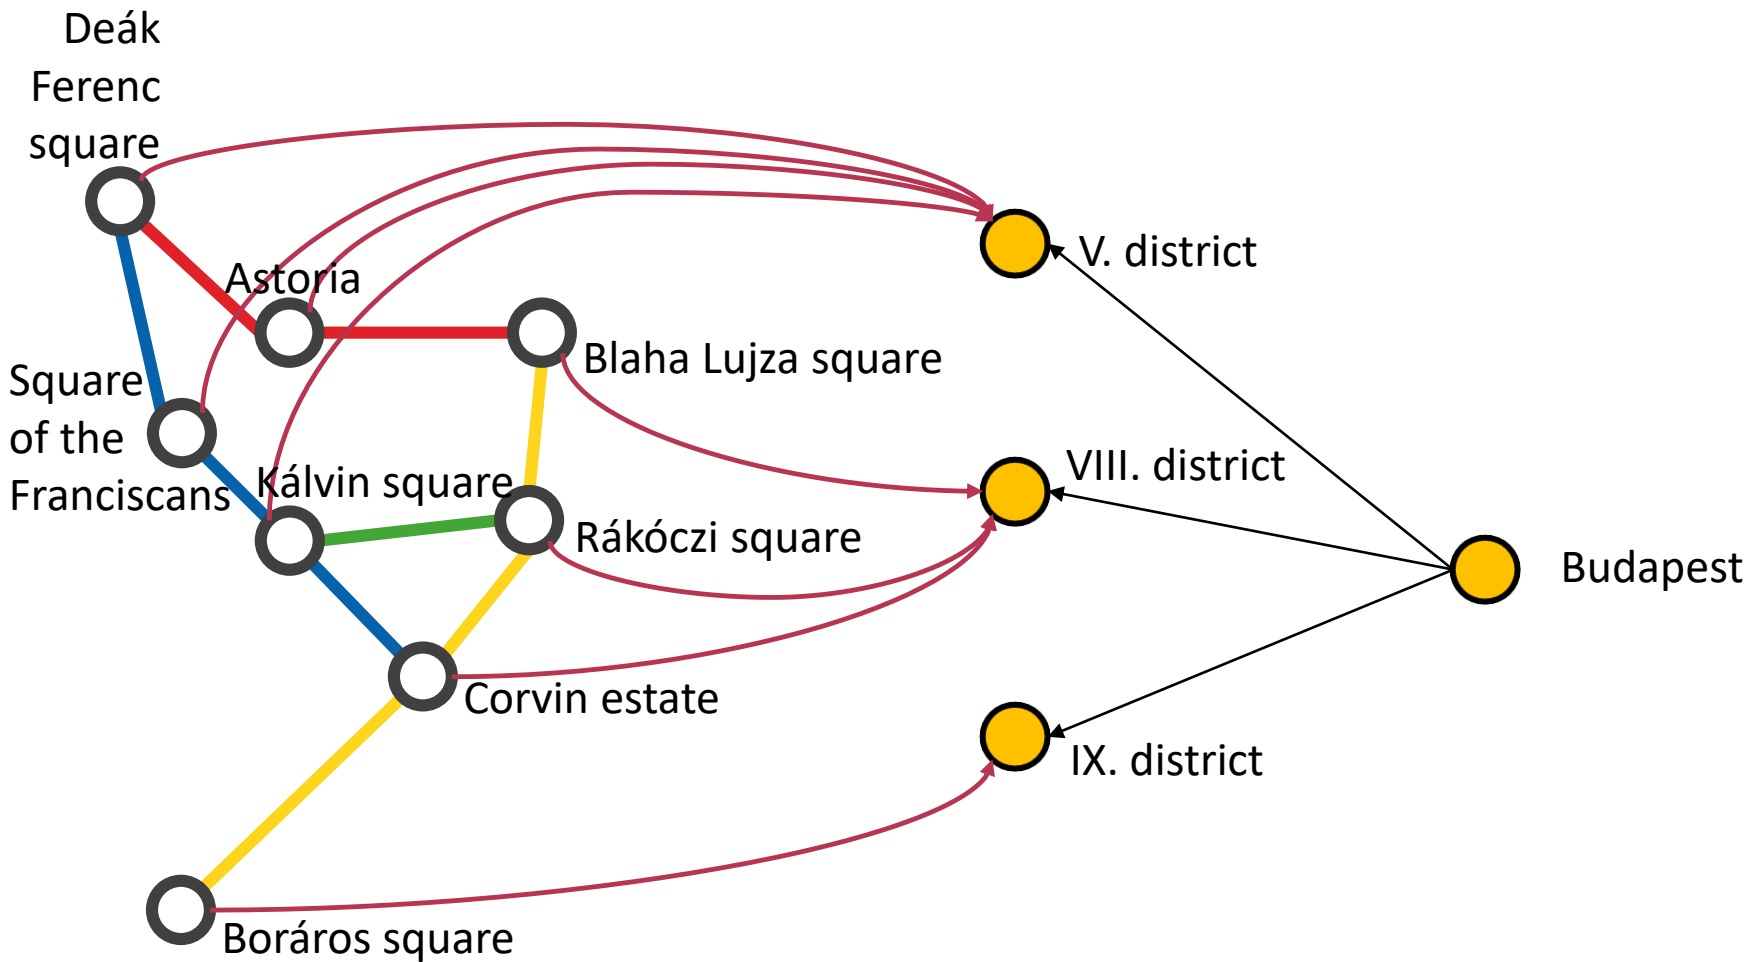 Deák
Ferenc
square
Astoria
V. district
Blaha Lujza square
Square
of the
Franciscans
Kálvin square
VIII. district
Rákóczi square
Budapest
Corvin estate
IX. district
Boráros square